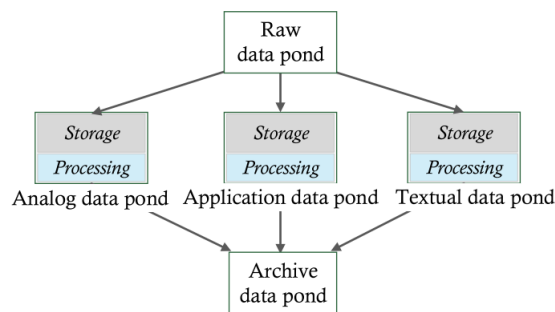 Raw
data pond
Storage
Storage
Storage
Processing
Processing
Processing
Analog data pond
Application data pond
Textual data pond
Archive
data pond